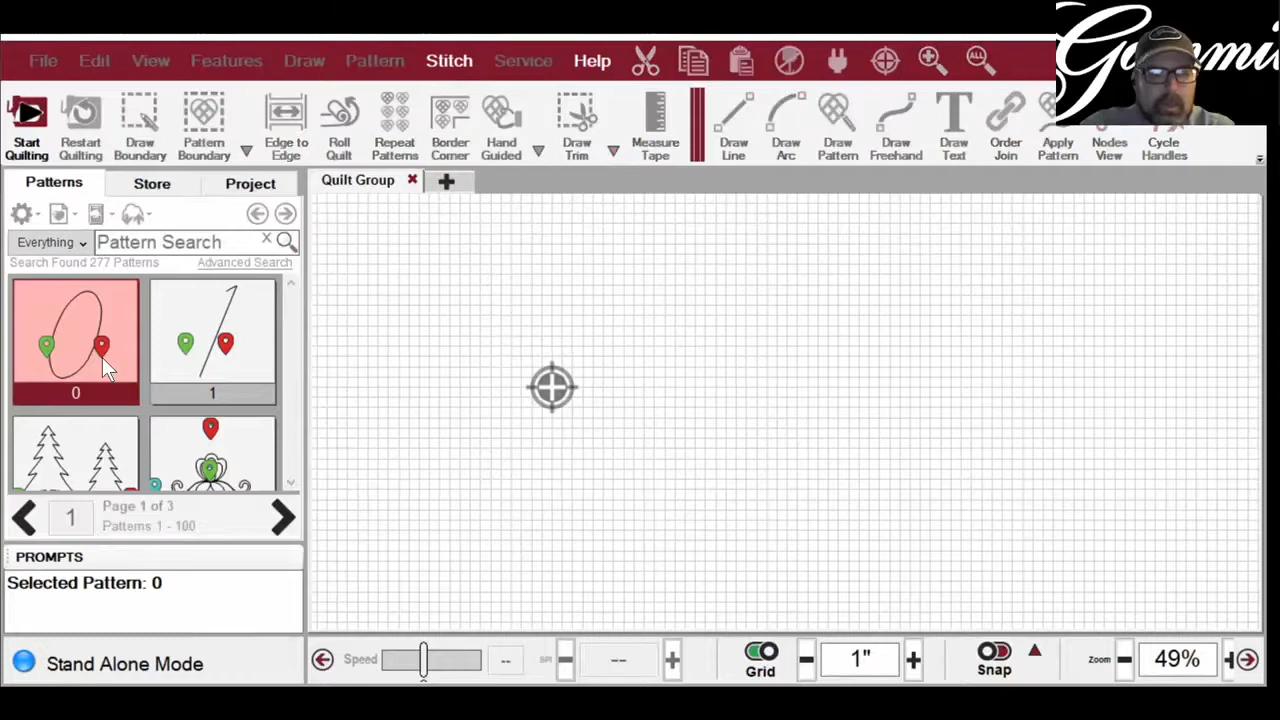 File Edit View Features Draw Pattern Stitch Service Help ALL
Start Quilting
Restart Quilting
Draw Boundary
Pattern Boundary
Edge to Edge
Roll Quilt
Repeat Patterns
Border Corner
Hand Guided
Draw Trim
Measure Tape
Draw Line
Draw Arc
Draw Pattern
Draw Freehand
T
Draw Text
Order Join
Apply Pattern
Nodes View
Cycle Handles
Patterns Store Project
Quilt Group
Everything Pattern Search X
Search Found 277 Patterns Advanced Search
0 1
1 Page 1 of 3
Patterns 1 - 100
PROMPTS
Selected Pattern: 0
Stand Alone Mode
Speed -- SPI -- Grid 1" Snap Zoom 49%